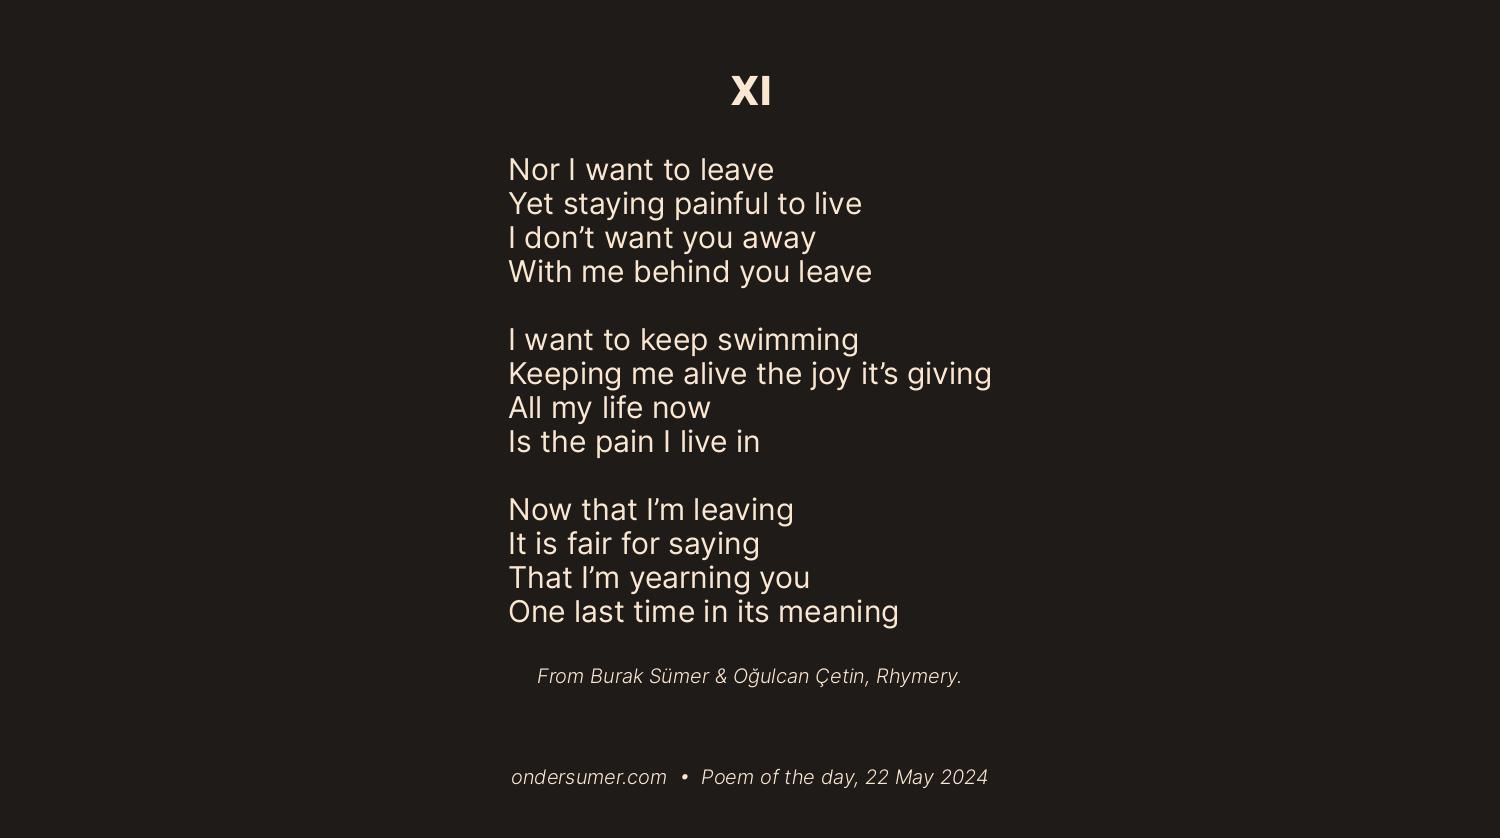 XI
Nor I want to leave
Yet staying painful to live
I don’t want you away
With me behind you leave
I want to keep swimming
Keeping me alive the joy it’s giving
All my life now
Is the pain I live in
Now that I’m leaving
It is fair for saying
That I’m yearning you
One last time in its meaning
From Burak Sümer & Oğulcan Çetin, Rhymery.
ondersumer.com • Poem of the day, 22 May 2024